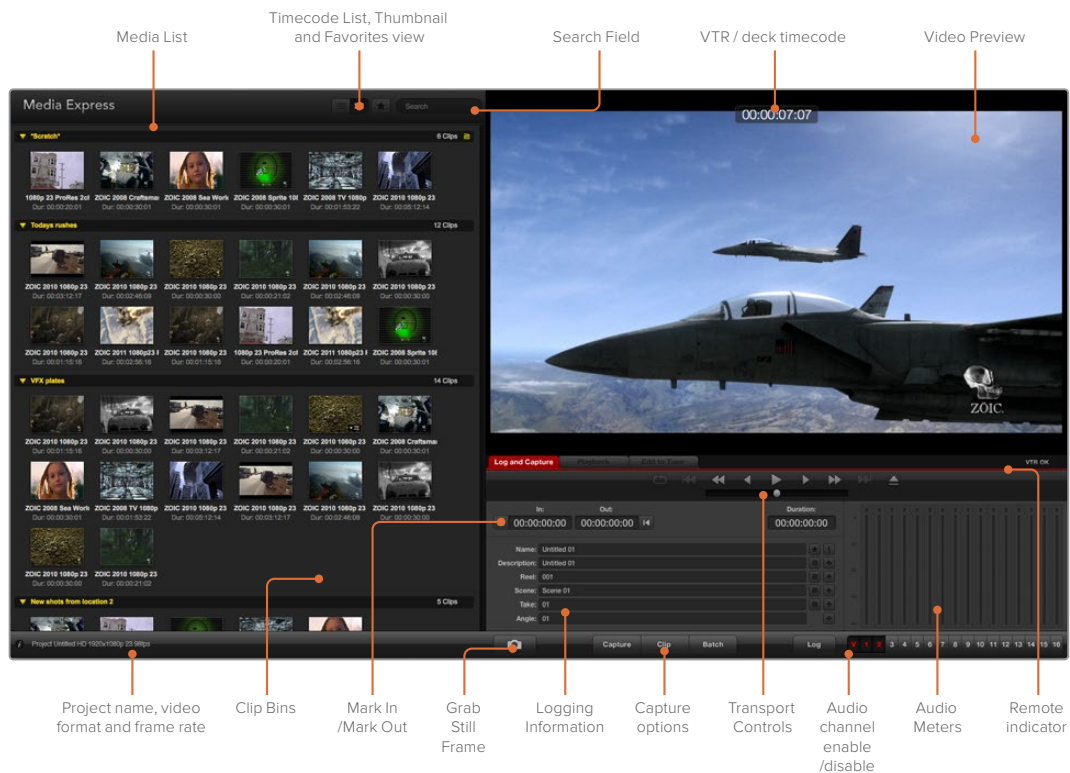 Timecode List, Thumbnail
and Favorites view
Media List
Search Field
VTR / deck timecode
Video Preview
Media Express
Search
00:00:07:07
"Scratch"
6 Clips
1080p 23 ProRes 2cl
ZOIC 2008 Craftsma
ZOIC 2008 Sea Work
ZOIC 2008 Sprite 108
ZOIC 2008 TV 1080p
ZOIC 2010 1080p 23
Dur: 00:00:20:01
Dur: 00:00:30:01
Dur: 00:00:30:01
Dur: 00:00:30:01
Dur: 00:01:53:22
Dur: 00:05:12:14
Todays rushes
12 Clips
ZOIC 2010 1080p 23
ZOIC 2010 1080p 23
ZOIC 2010 1080p 23
ZOIC 2010 1080p 23
ZOIC 2010 1080p 23
ZOIC 2010 1080p 23
Dur: 00:03:12:17
Dur: 00:02:46:09
Dur: 00:00:30:00
Dur: 00:00:21:02
Dur: 00:02:46:09
Dur: 00:00:30:00
ZOIC 2010 1080p 23
ZOIC 2011 1080p23 F
ZOIC 2010 1080p 23
1080p 23 ProRes 2cl
ZOIC 2011 1080p23 F
ZOIC 2008 Sprite 108
Dur: 00:01:15:16
Dur: 00:02:56:16
Dur: 00:01:15:16
Dur: 00:00:20:01
Dur: 00:02:56:16
Dur: 00:00:30:01
VFX plates
14 Clips
ZOIC 2010 1080p 23
ZOIC 2010 1080p 23
ZOIC 2010 1080p 23
ZOIC 2010 1080p 23
ZOIC 2010 1080p 23
ZOIC 2008 Craftsma
Dur: 00:01:15:16
Dur: 00:00:30:00
Dur: 00:03:12:17
Dur: 00:00:21:02
Dur: 00:00:30:00
Dur: 00:00:30:01
ZOIC 2008 Sea Work
ZOIC 2008 TV 1080p
ZOIC 2010 1080p 23
ZOIC 2010 1080p 23
ZOIC 2010 1080p 23
ZOIC 2010 1080p 23
Dur: 00:00:30:01
Dur: 00:01:53:22
Dur: 00:05:12:14
Dur: 00:03:12:17
Dur: 00:02:46:09
Dur: 00:00:30:00
ZOIC 2010 1080p 23
ZOIC 2010 1080p 23
Dur: 00:00:30:00
Dur: 00:00:21:02
New shots from location 2
5 Clips
ZOIC.
Log and Capture
Playback
Edit to Tape
VTR OK
In:
Out:
Duration:
00:00:00:00
00:00:00:00
00:00:00:00
Name: Untitled 01
Description: Untitled 01
Reel: 001
Scene: Scene 01
Take: 01
Angle: 01
Project Untitled HD 1920x1080p 23.98fps
Capture
Clip
Batch
Log
V 1 2 3 4 5 6 7 8 9 10 11 12 13 14 15 16
Project name, video
format and frame rate
Clip Bins
Mark In
/Mark Out
Grab
Still
Frame
Logging
Information
Capture
options
Transport
Controls
Audio
channel
enable
/disable
Audio
Meters
Remote
indicator